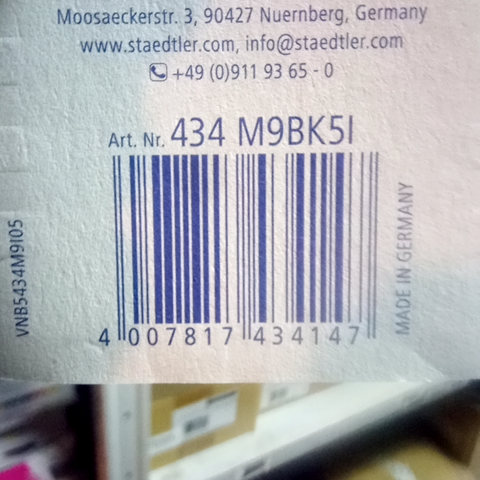 Moosaeckerstr. 3, 90427 Nuernberg, Germany
www.staedtler.com, info@staedtler.com
+49 (0)911 93 65 - 0
Art. Nr. 434 M9BK5I
4 007817 434147
MADE IN GERMANY
VNB5434M9I05